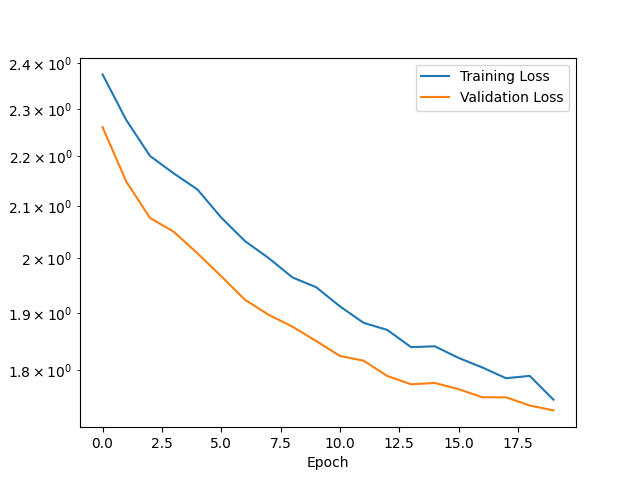 2.4 × 10⁰
2.3 × 10⁰
2.2 × 10⁰
2.1 × 10⁰
2 × 10⁰
1.9 × 10⁰
1.8 × 10⁰
Training Loss
Validation Loss
0.0 2.5 5.0 7.5 10.0 12.5 15.0 17.5
Epoch